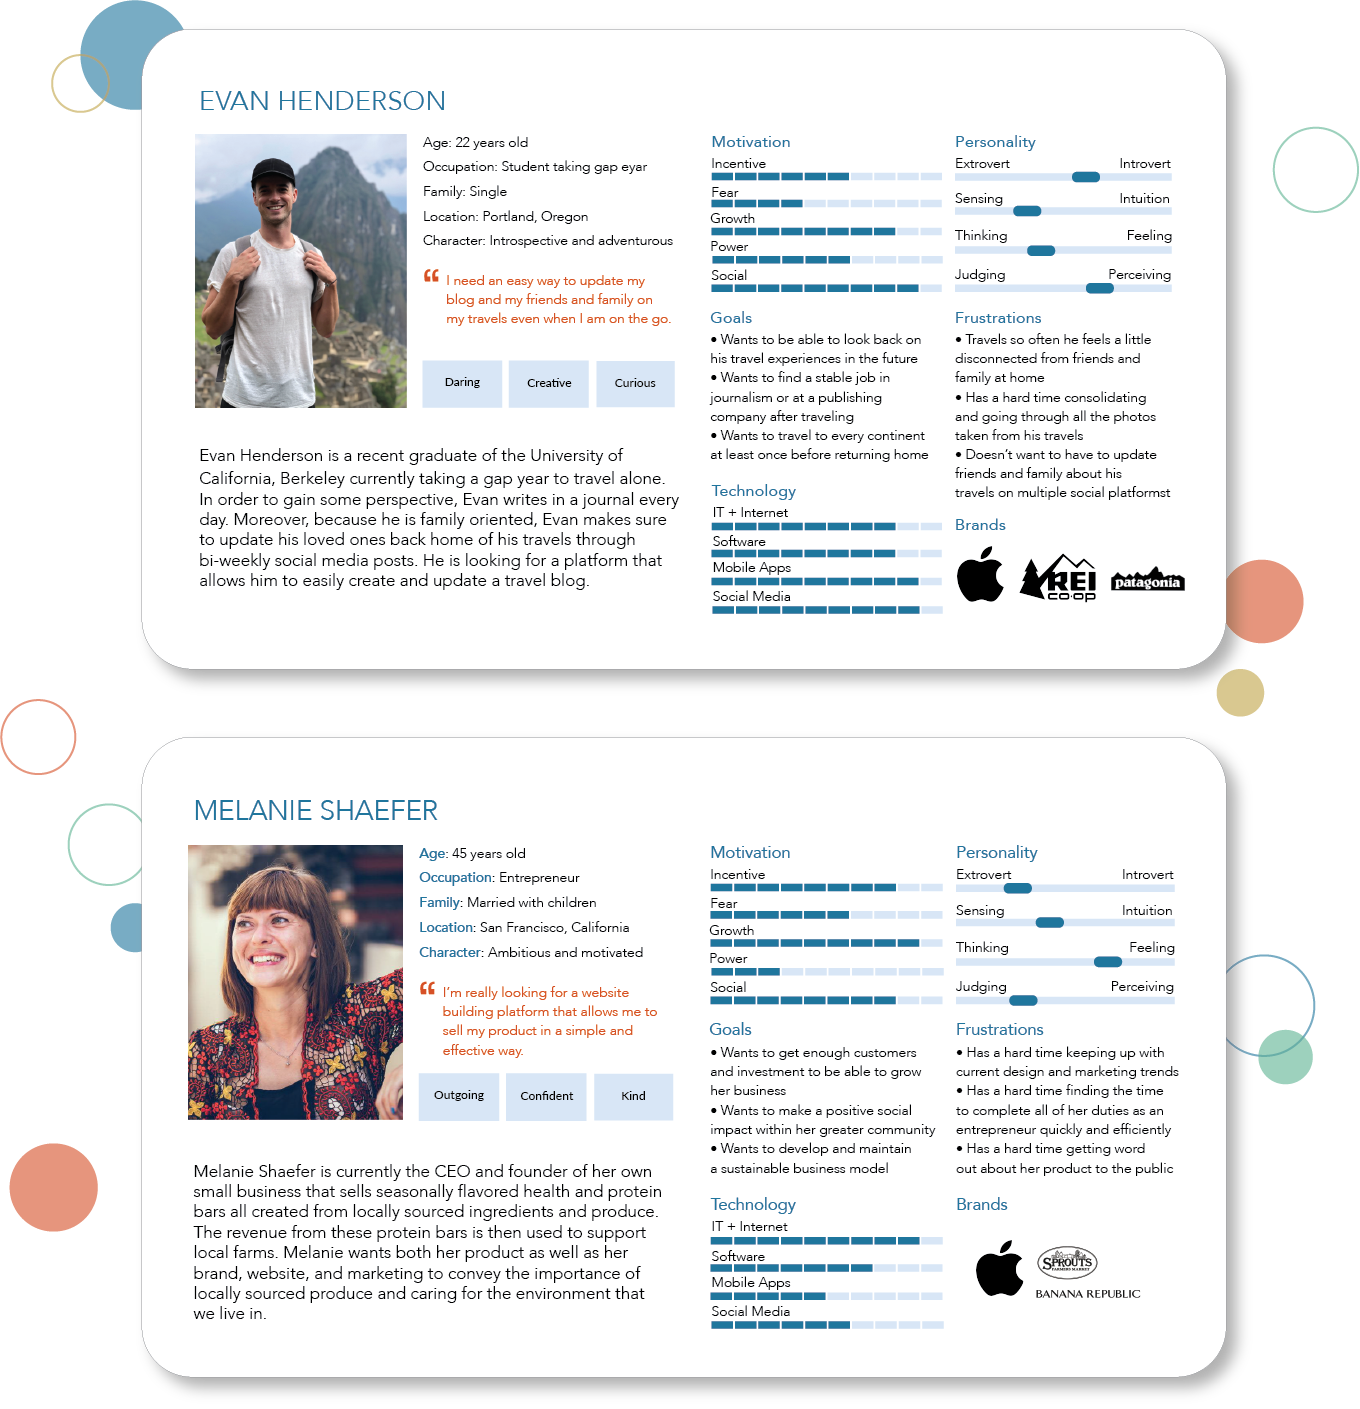 EVAN HENDERSON
Age: 22 years old
Occupation: Student taking gap eyar
Family: Single
Location: Portland, Oregon
Character: Introspective and adventurous
“ I need an easy way to update my
blog and my friends and family on
my travels even when I am on the go.
Daring
Creative
Curious
Evan Henderson is a recent graduate of the University of
California, Berkeley currently taking a gap year to travel alone.
In order to gain some perspective, Evan writes in a journal every
day. Moreover, because he is family oriented, Evan makes sure
to update his loved ones back home of his travels through
bi-weekly social media posts. He is looking for a platform that
allows him to easily create and update a travel blog.
Motivation
Incentive
Fear
Growth
Power
Social
Goals
• Wants to be able to look back on
his travel experiences in the future
• Wants to find a stable job in
journalism or at a publishing
company after traveling
• Wants to travel to every continent
at least once before returning home
Technology
IT + Internet
Software
Mobile Apps
Social Media
Personality
Extrovert Introvert
Sensing Intuition
Thinking Feeling
Judging Perceiving
Frustrations
• Travels so often he feels a little
disconnected from friends and
family at home
• Has a hard time consolidating
and going through all the photos
taken from his travels
• Doesn’t want to have to update
friends and family about his
travels on multiple social platformst
Brands
REI
co·op
patagonia
MELANIE SHAEFER
Age: 45 years old
Occupation: Entrepreneur
Family: Married with children
Location: San Francisco, California
Character: Ambitious and motivated
“ I’m really looking for a website
building platform that allows me to
sell my product in a simple and
effective way.
Outgoing
Confident
Kind
Melanie Shaefer is currently the CEO and founder of her own
small business that sells seasonally flavored health and protein
bars all created from locally sourced ingredients and produce.
The revenue from these protein bars is then used to support
local farms. Melanie wants both her product as well as her
brand, website, and marketing to convey the importance of
locally sourced produce and caring for the environment that
we live in.
Motivation
Incentive
Fear
Growth
Power
Social
Goals
• Wants to get enough customers
and investment to be able to grow
her business
• Wants to make a positive social
impact within her greater community
• Wants to develop and maintain
a sustainable business model
Technology
IT + Internet
Software
Mobile Apps
Social Media
Personality
Extrovert Introvert
Sensing Intuition
Thinking Feeling
Judging Perceiving
Frustrations
• Has a hard time keeping up with
current design and marketing trends
• Has a hard time finding the time
to complete all of her duties as an
entrepreneur quickly and efficiently
• Has a hard time getting word
out about her product to the public
Brands
SPROUTS
FARMERS MARKET
BANANA REPUBLIC